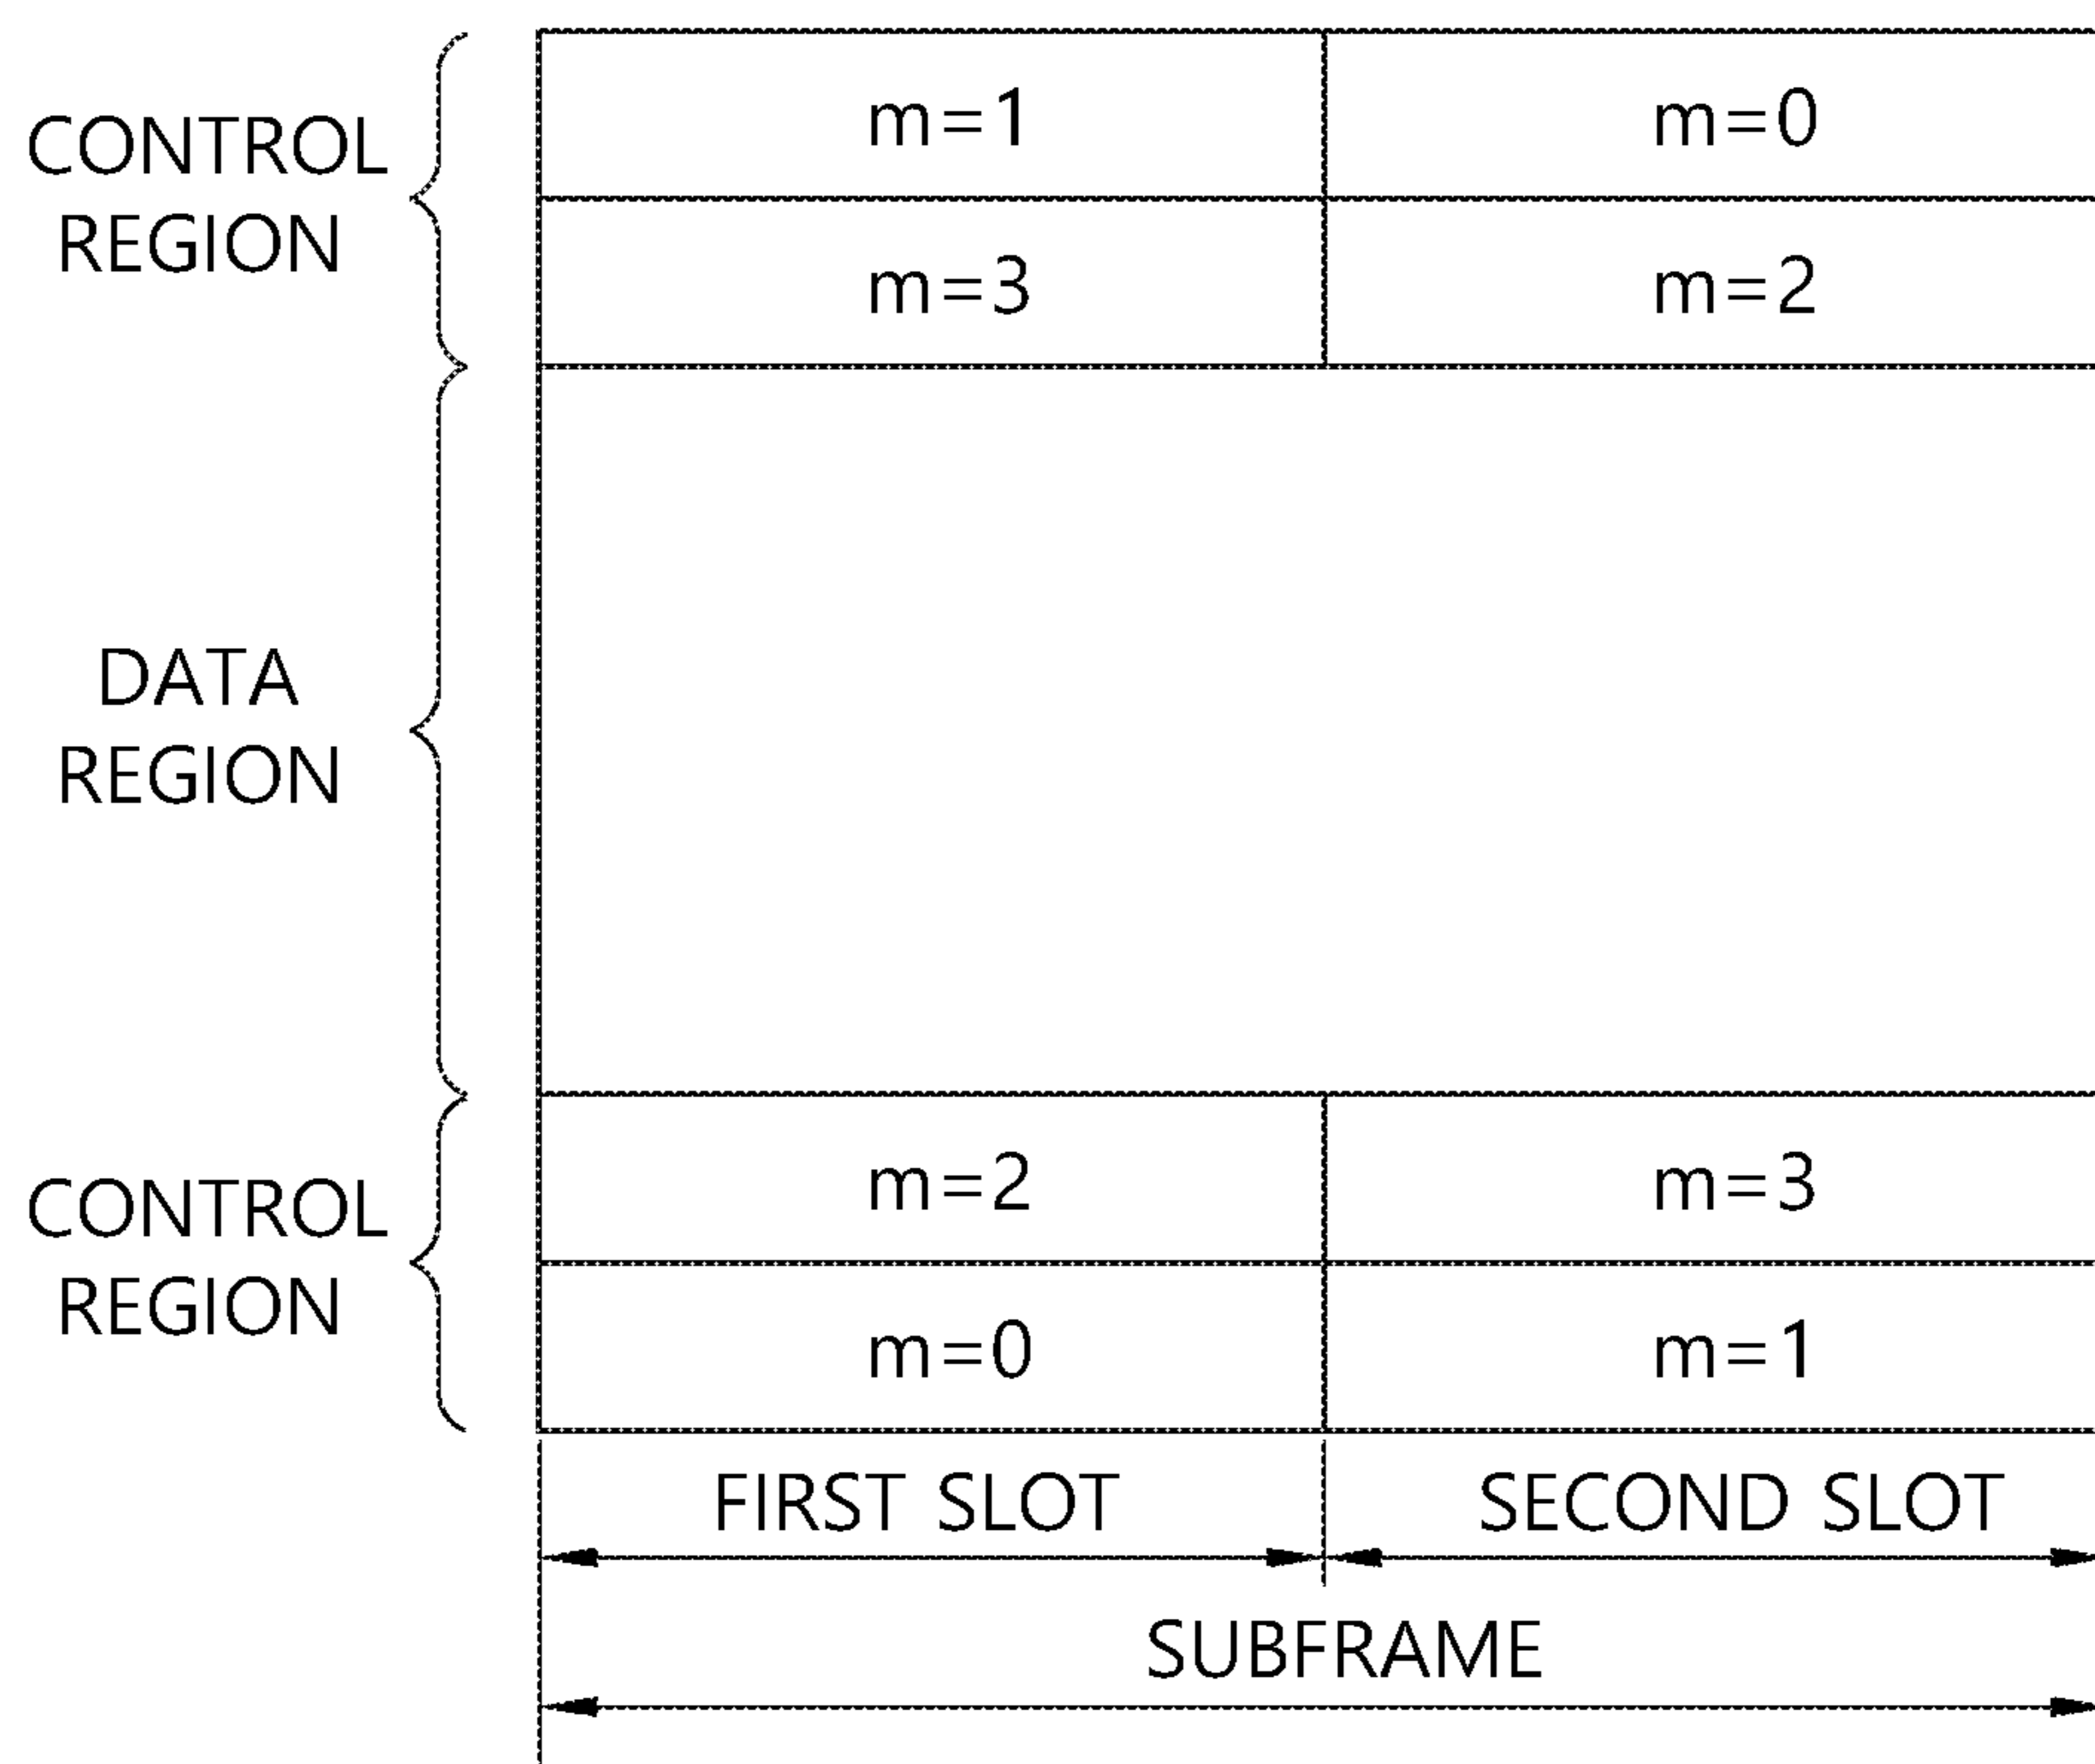 CONTROL
REGION
m=1 m=0
m=3 m=2
DATA
REGION
CONTROL
REGION
m=2 m=3
m=0 m=1
FIRST SLOT SECOND SLOT
SUBFRAME